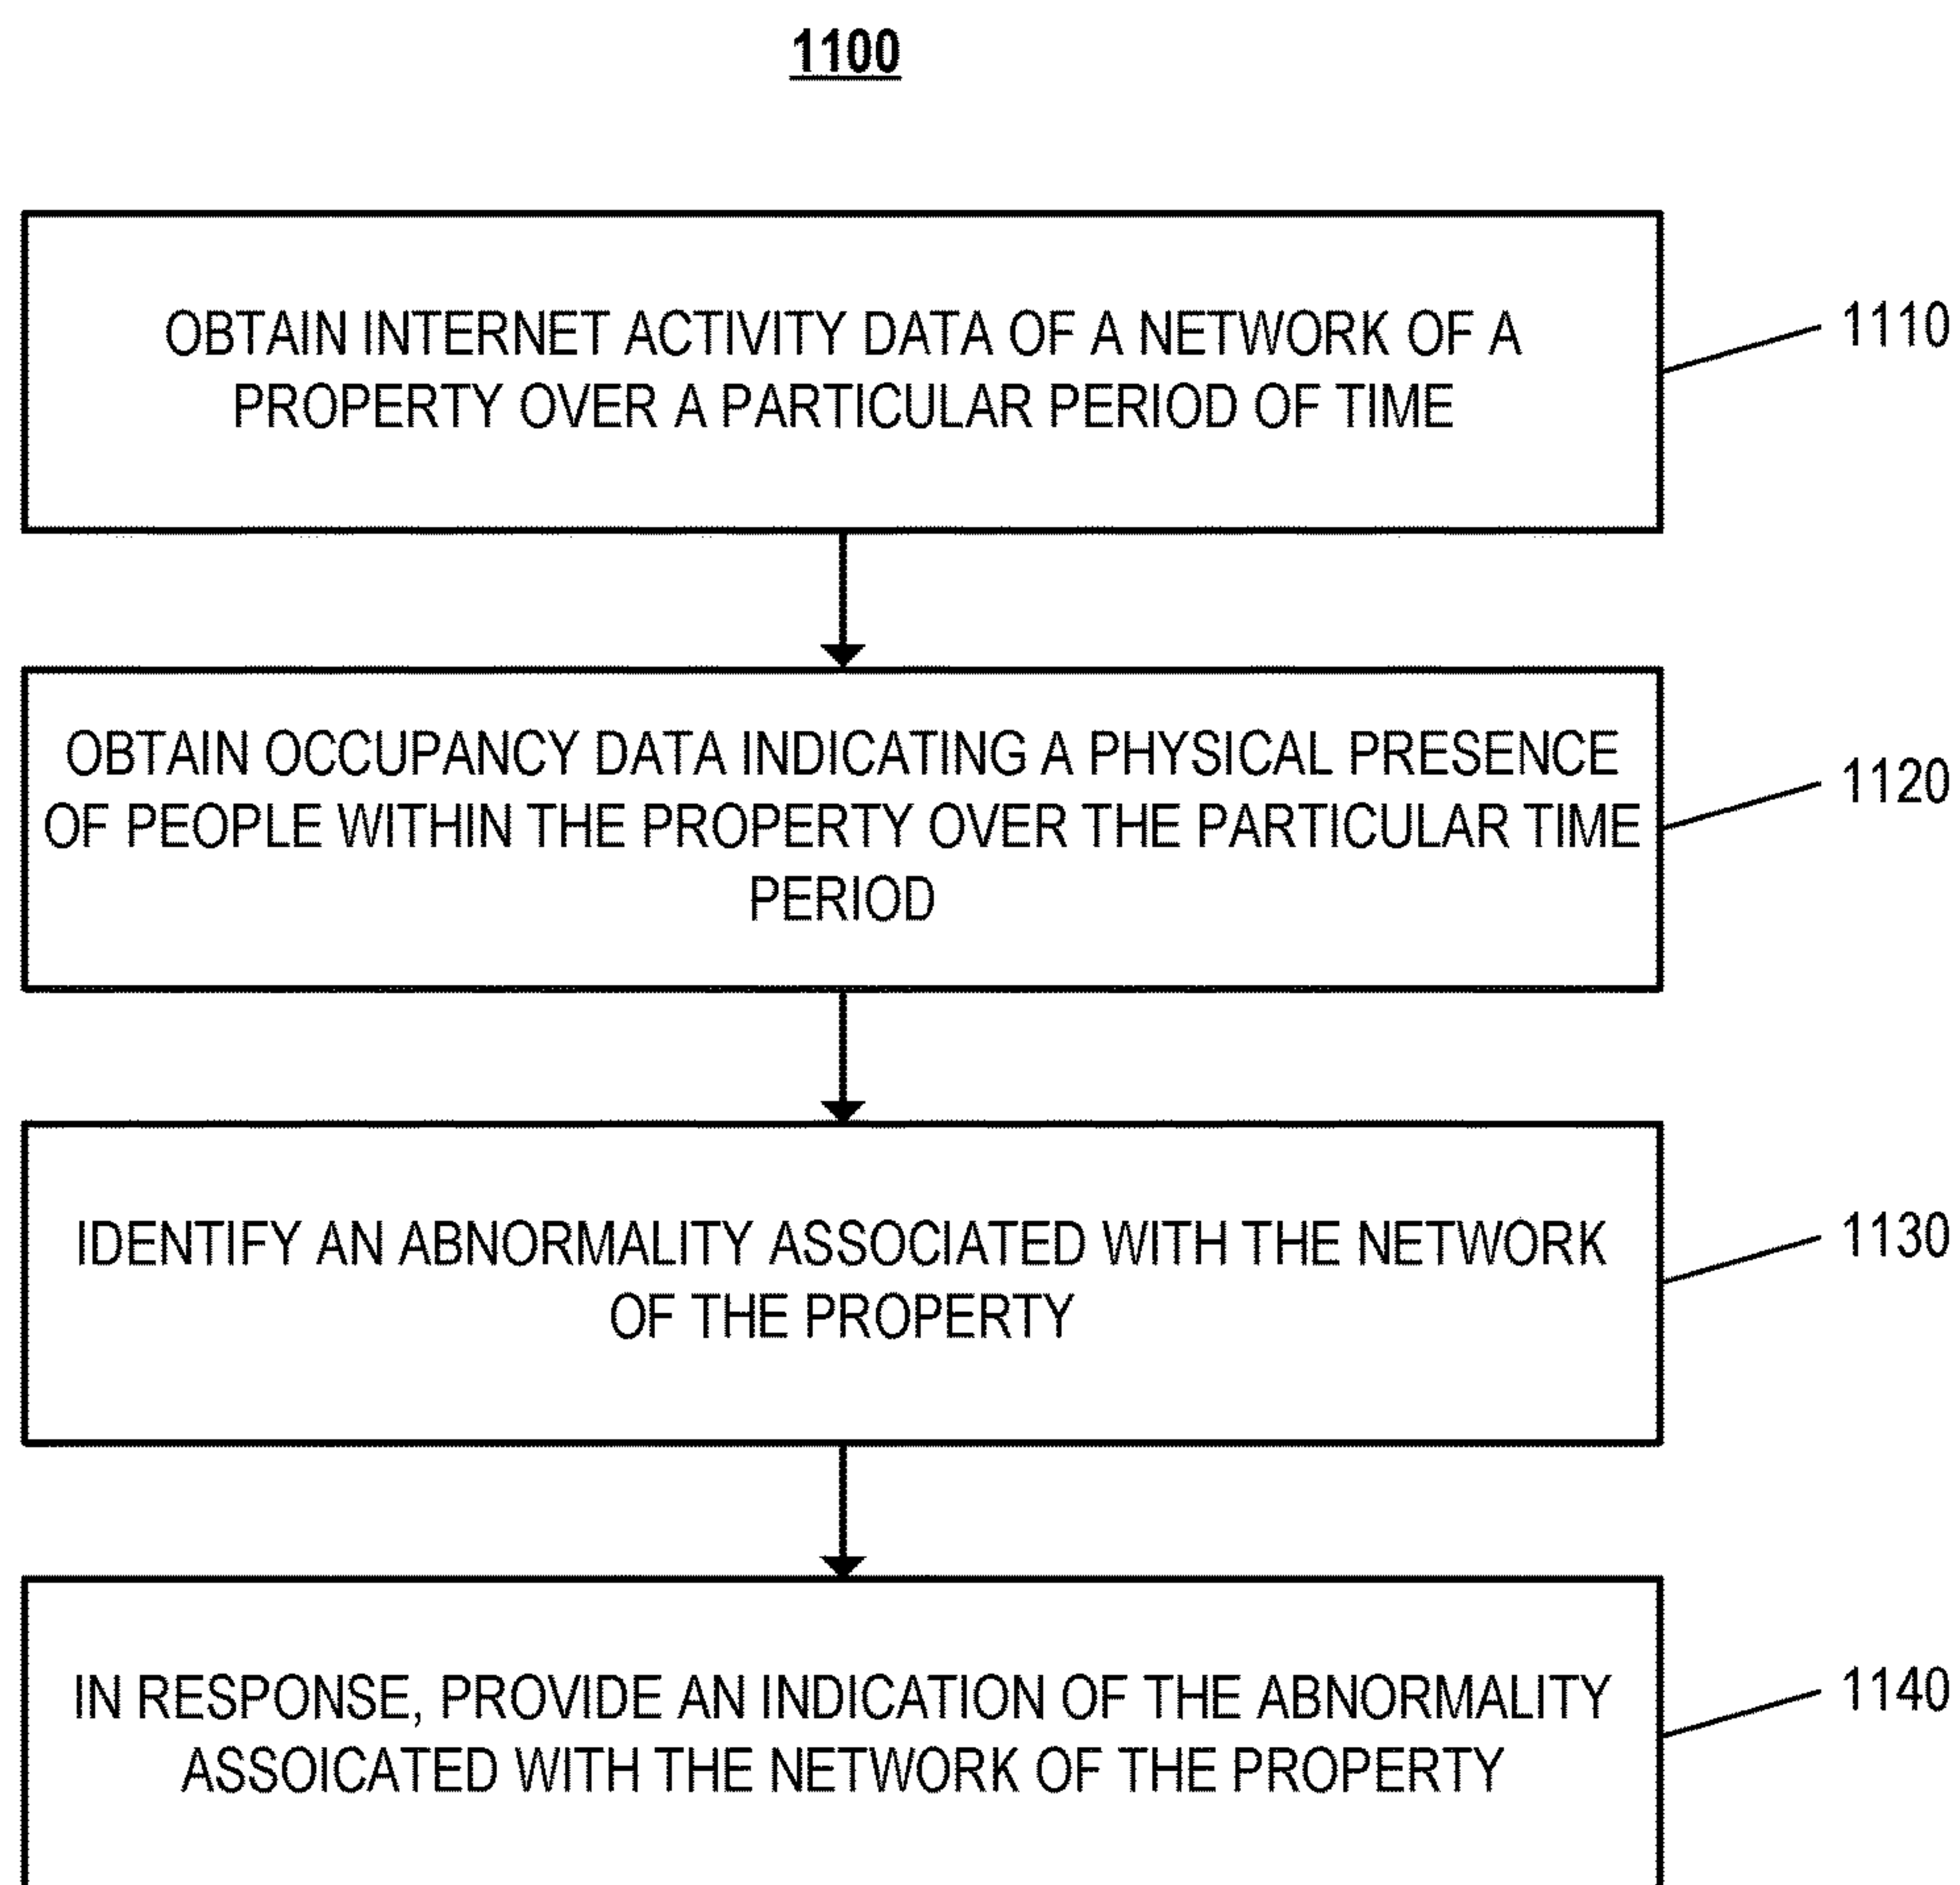 1100
OBTAIN INTERNET ACTIVITY DATA OF A NETWORK OF A
PROPERTY OVER A PARTICULAR PERIOD OF TIME
1110
OBTAIN OCCUPANCY DATA INDICATING A PHYSICAL PRESENCE
OF PEOPLE WITHIN THE PROPERTY OVER THE PARTICULAR TIME
PERIOD
1120
IDENTIFY AN ABNORMALITY ASSOCIATED WITH THE NETWORK
OF THE PROPERTY
1130
IN RESPONSE, PROVIDE AN INDICATION OF THE ABNORMALITY
ASSOICATED WITH THE NETWORK OF THE PROPERTY
1140